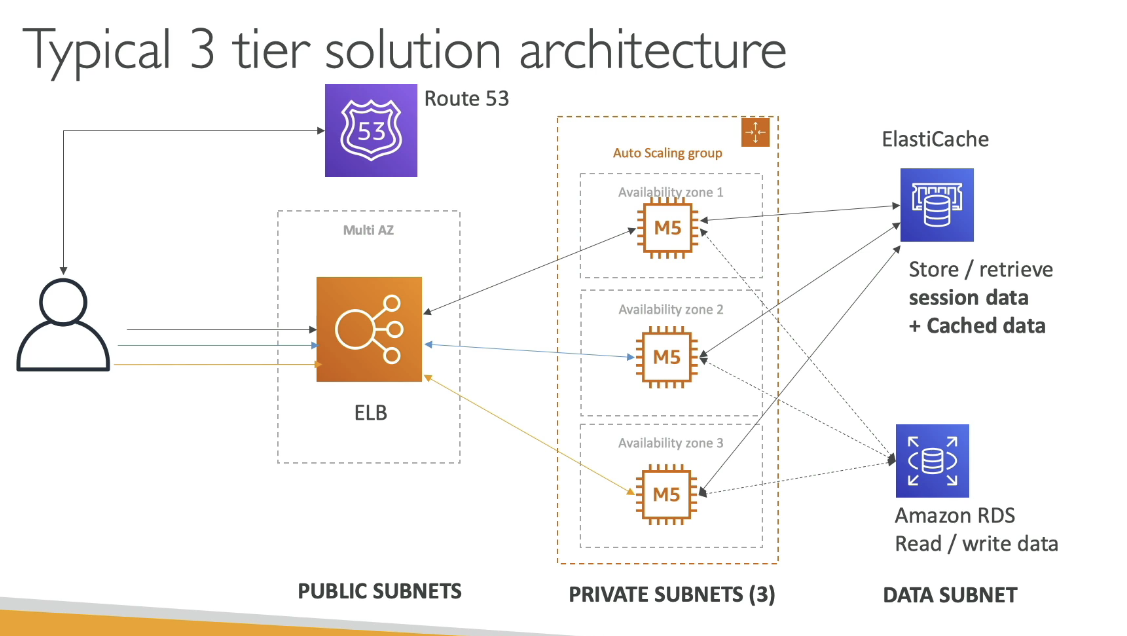 Typical 3 tier solution architecture
53
Route 53
Multi AZ
ELB
PUBLIC SUBNETS
Auto Scaling group
Availability zone 1
M5
Availability zone 2
M5
Availability zone 3
M5
PRIVATE SUBNETS (3)
ElastiCache
Store / retrieve
session data
+ Cached data
Amazon RDS
Read / write data
DATA SUBNET